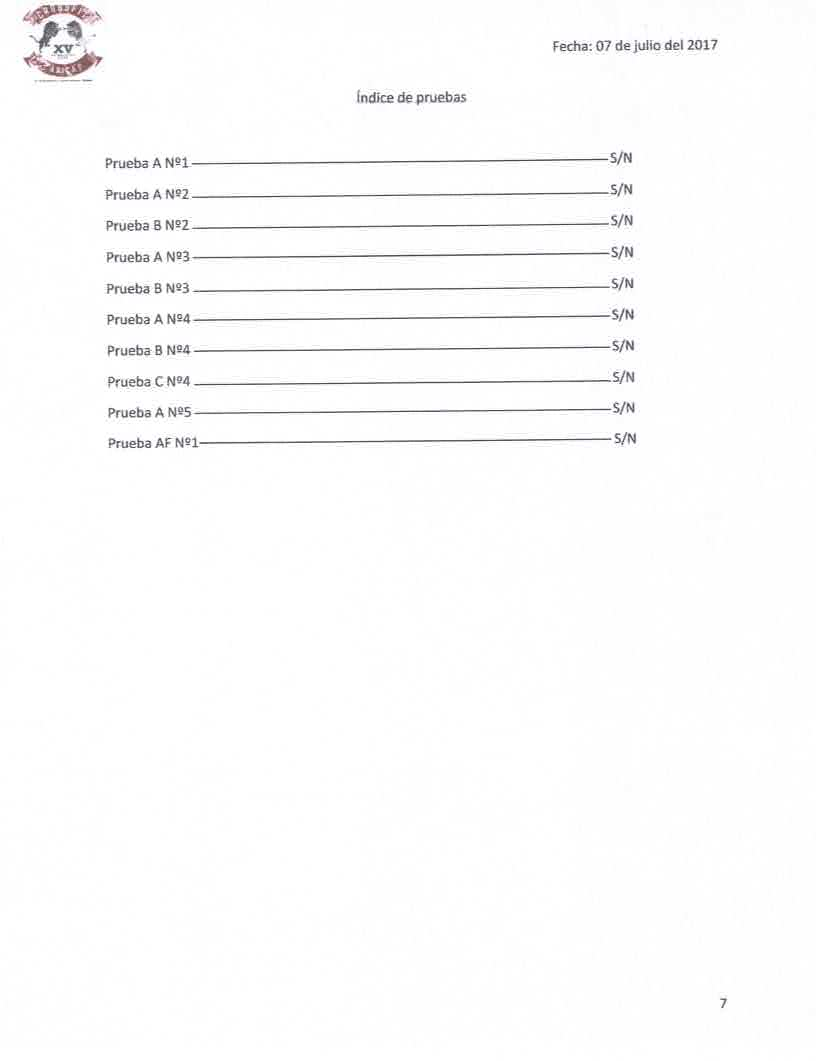 XV
Fecha: 07 de julio del 2017
Índice de pruebas
Prueba A Nº1 S/N
Prueba A Nº2 S/N
Prueba B Nº2 S/N
Prueba A Nº3 S/N
Prueba B Nº3 S/N
Prueba A Nº4 S/N
Prueba B Nº4 S/N
Prueba C Nº4 S/N
Prueba A Nº5 S/N
Prueba AF Nº1 S/N
7